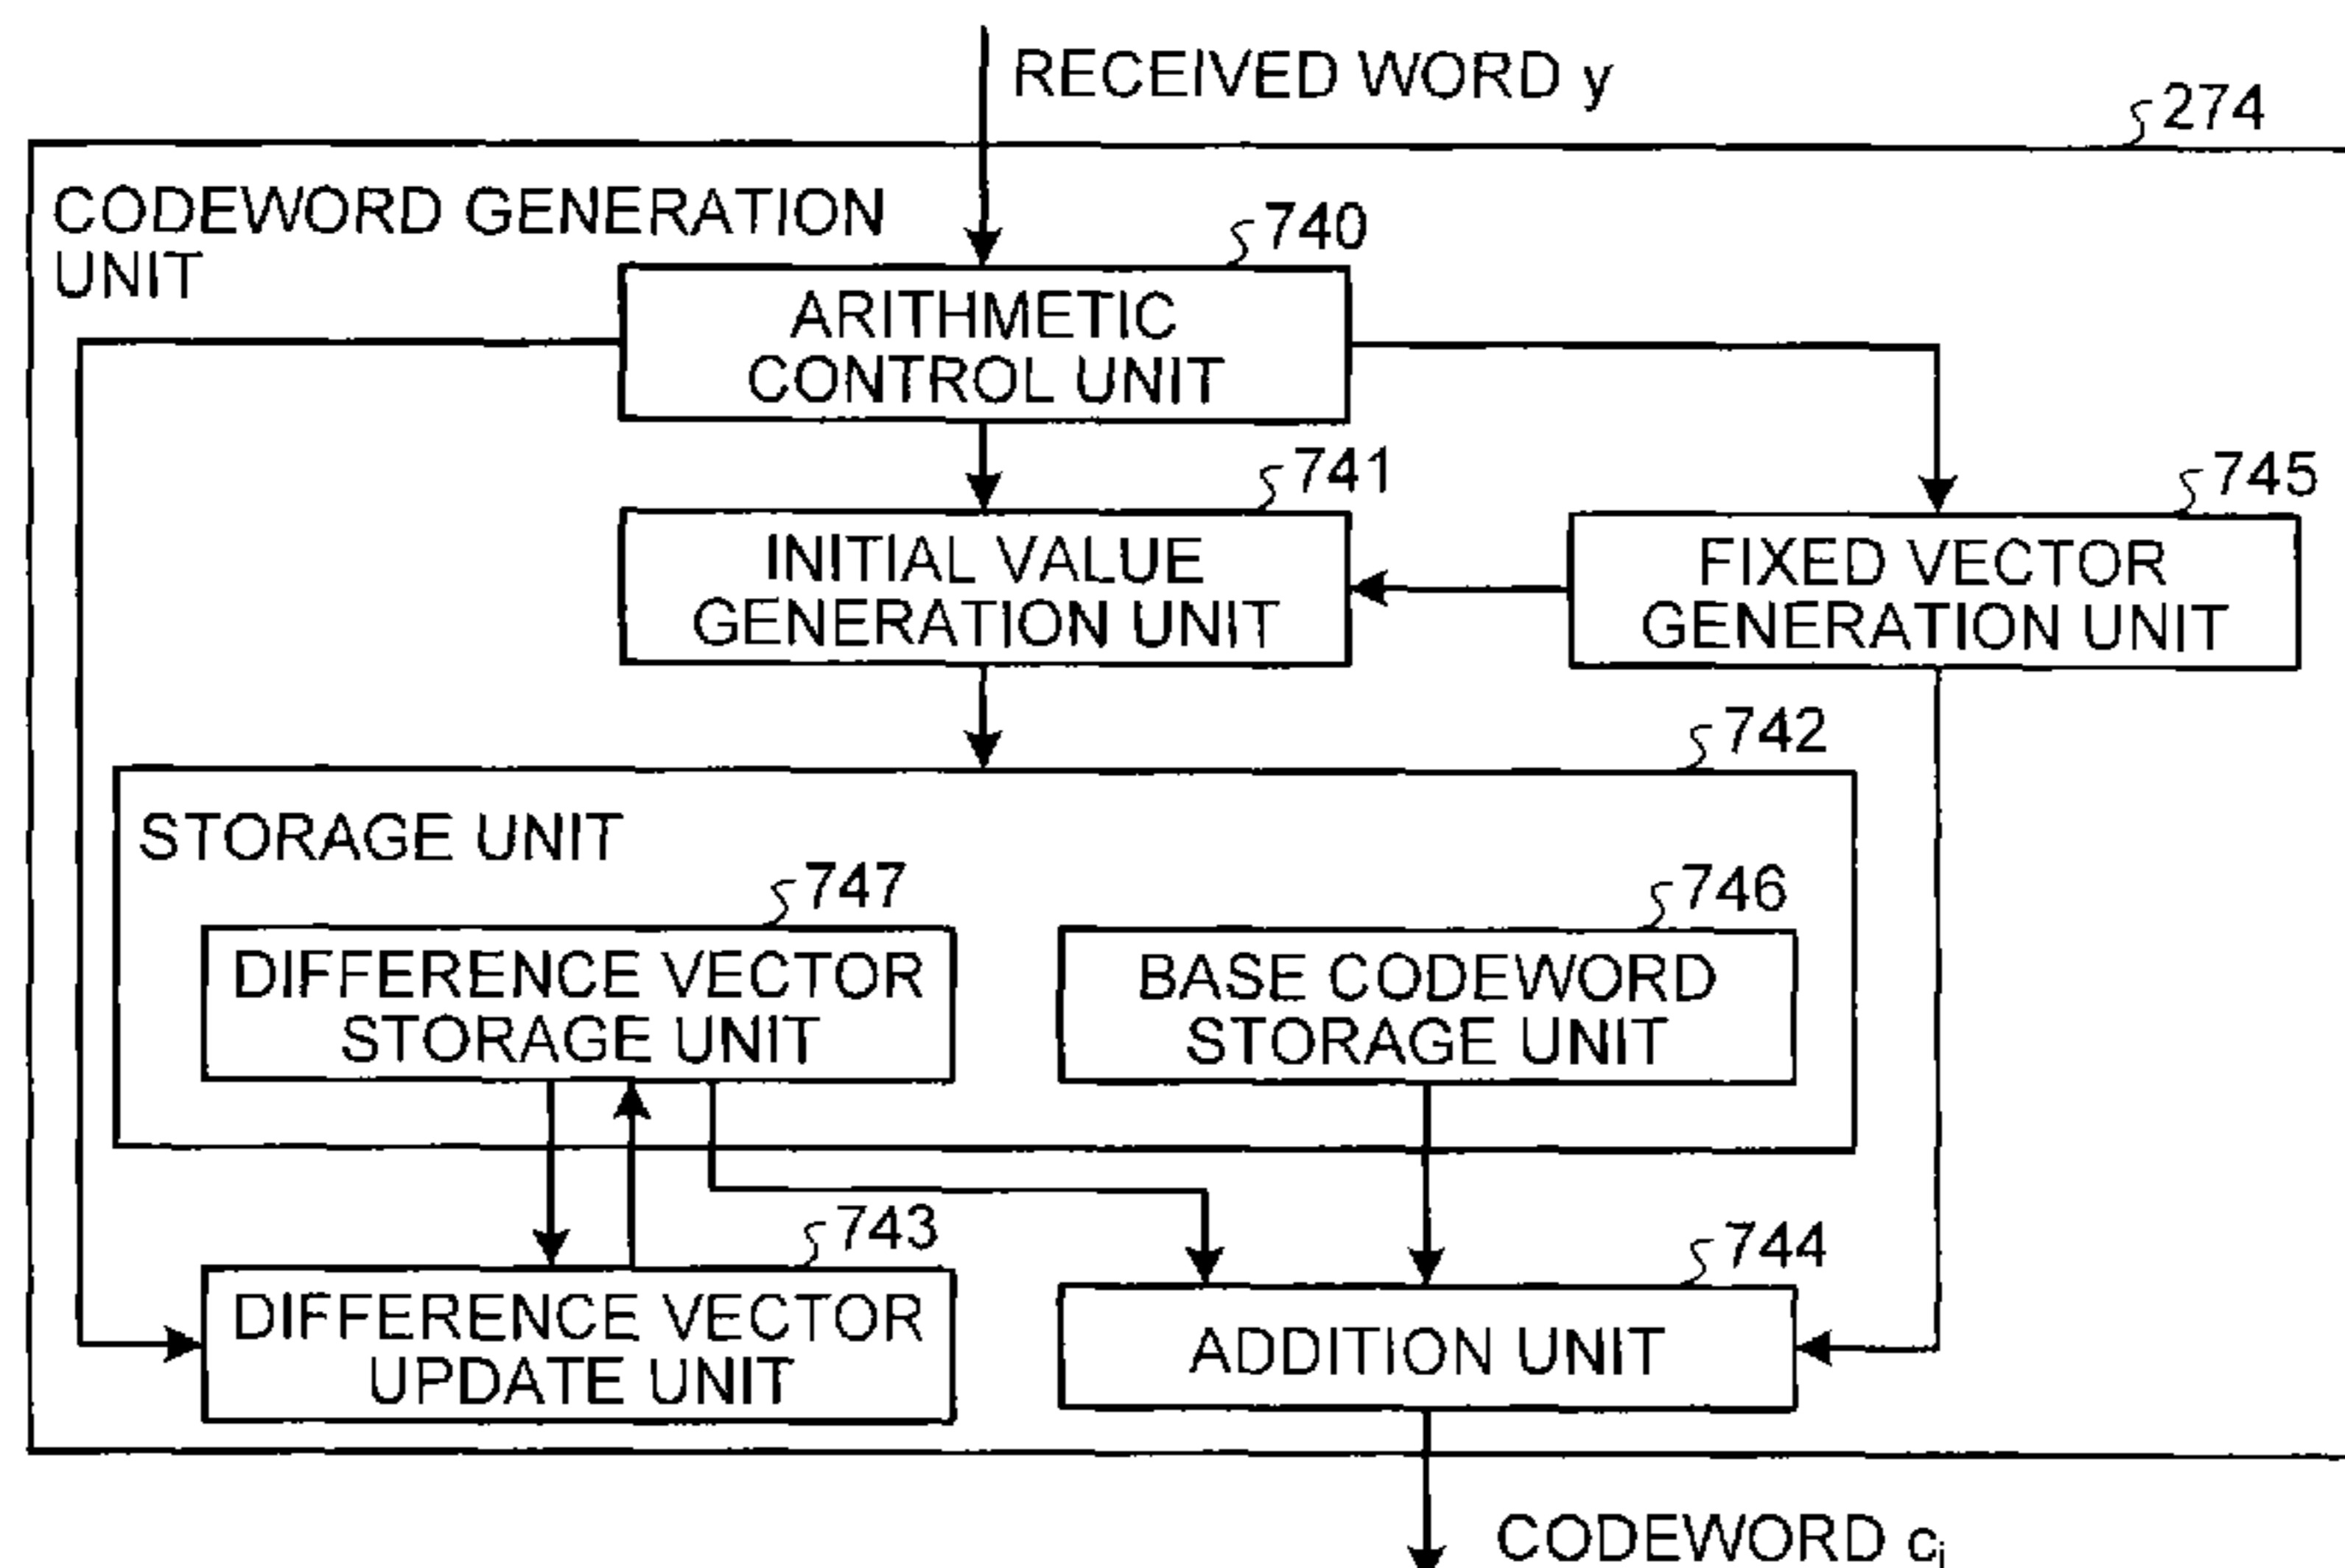 RECEIVED WORD y
274
CODEWORD GENERATION
UNIT
740
ARITHMETIC
CONTROL UNIT
741
INITIAL VALUE
GENERATION UNIT
745
FIXED VECTOR
GENERATION UNIT
742
STORAGE UNIT
747
DIFFERENCE VECTOR
STORAGE UNIT
746
BASE CODEWORD
STORAGE UNIT
743
DIFFERENCE VECTOR
UPDATE UNIT
744
ADDITION UNIT
CODEWORD ci